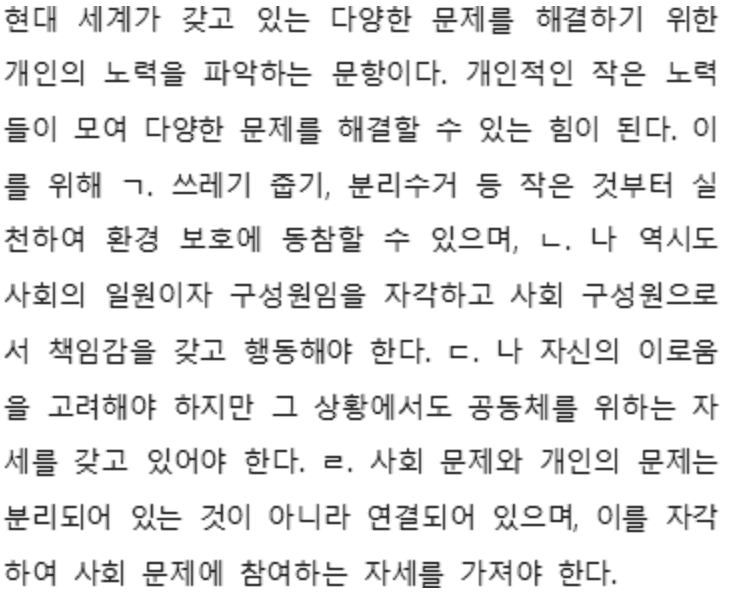 현대 세계가 갖고 있는 다양한 문제를 해결하기 위한
개인의 노력을 파악하는 문항이다. 개인적인 작은 노력
들이 모여 다양한 문제를 해결할 수 있는 힘이 된다. 이
를 위해 ㄱ. 쓰레기 줍기, 분리수거 등 작은 것부터 실
천하여 환경 보호에 동참할 수 있으며, ㄴ. 나 역시도
사회의 일원이자 구성원임을 자각하고 사회 구성원으로
서 책임감을 갖고 행동해야 한다. ㄷ. 나 자신의 이로움
을 고려해야 하지만 그 상황에서도 공동체를 위하는 자
세를 갖고 있어야 한다. ㄹ. 사회 문제와 개인의 문제는
분리되어 있는 것이 아니라 연결되어 있으며, 이를 자각
하여 사회 문제에 참여하는 자세를 가져야 한다.